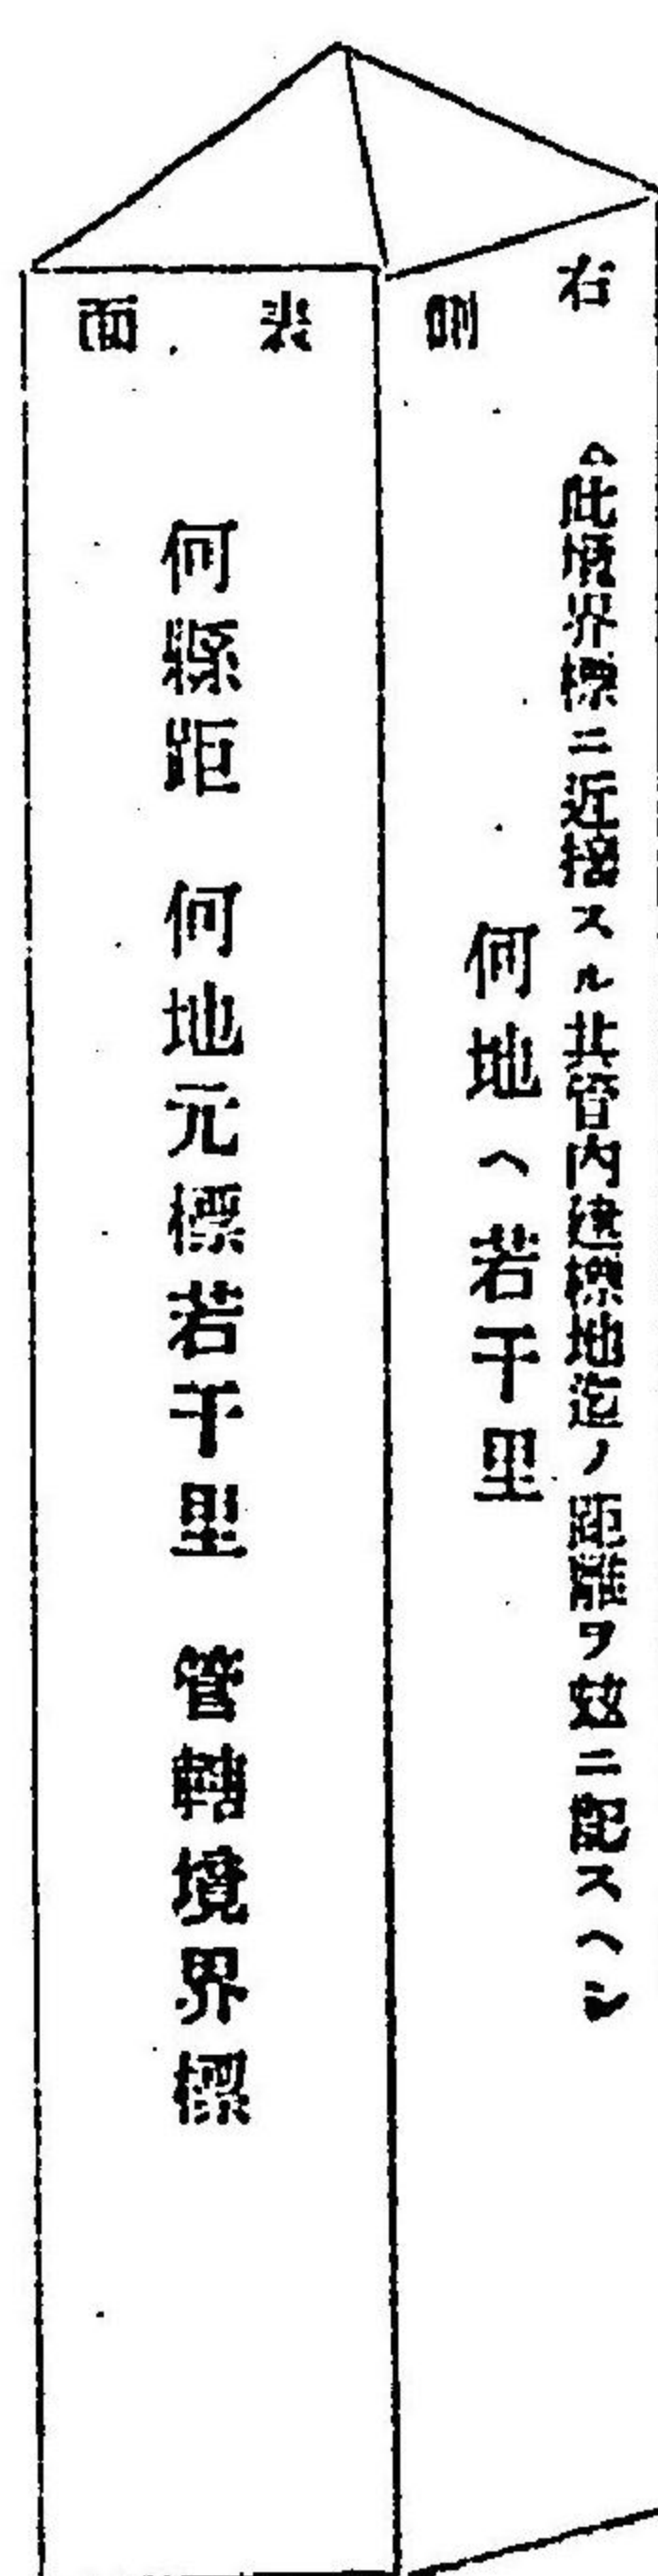 右側
△此境界標ニ近接スル其管内建標地迄ノ距離ヲ玆ニ記スヘシ
何地ヘ若干里
表面
何縣距　何地元標若干里　管轄境界標